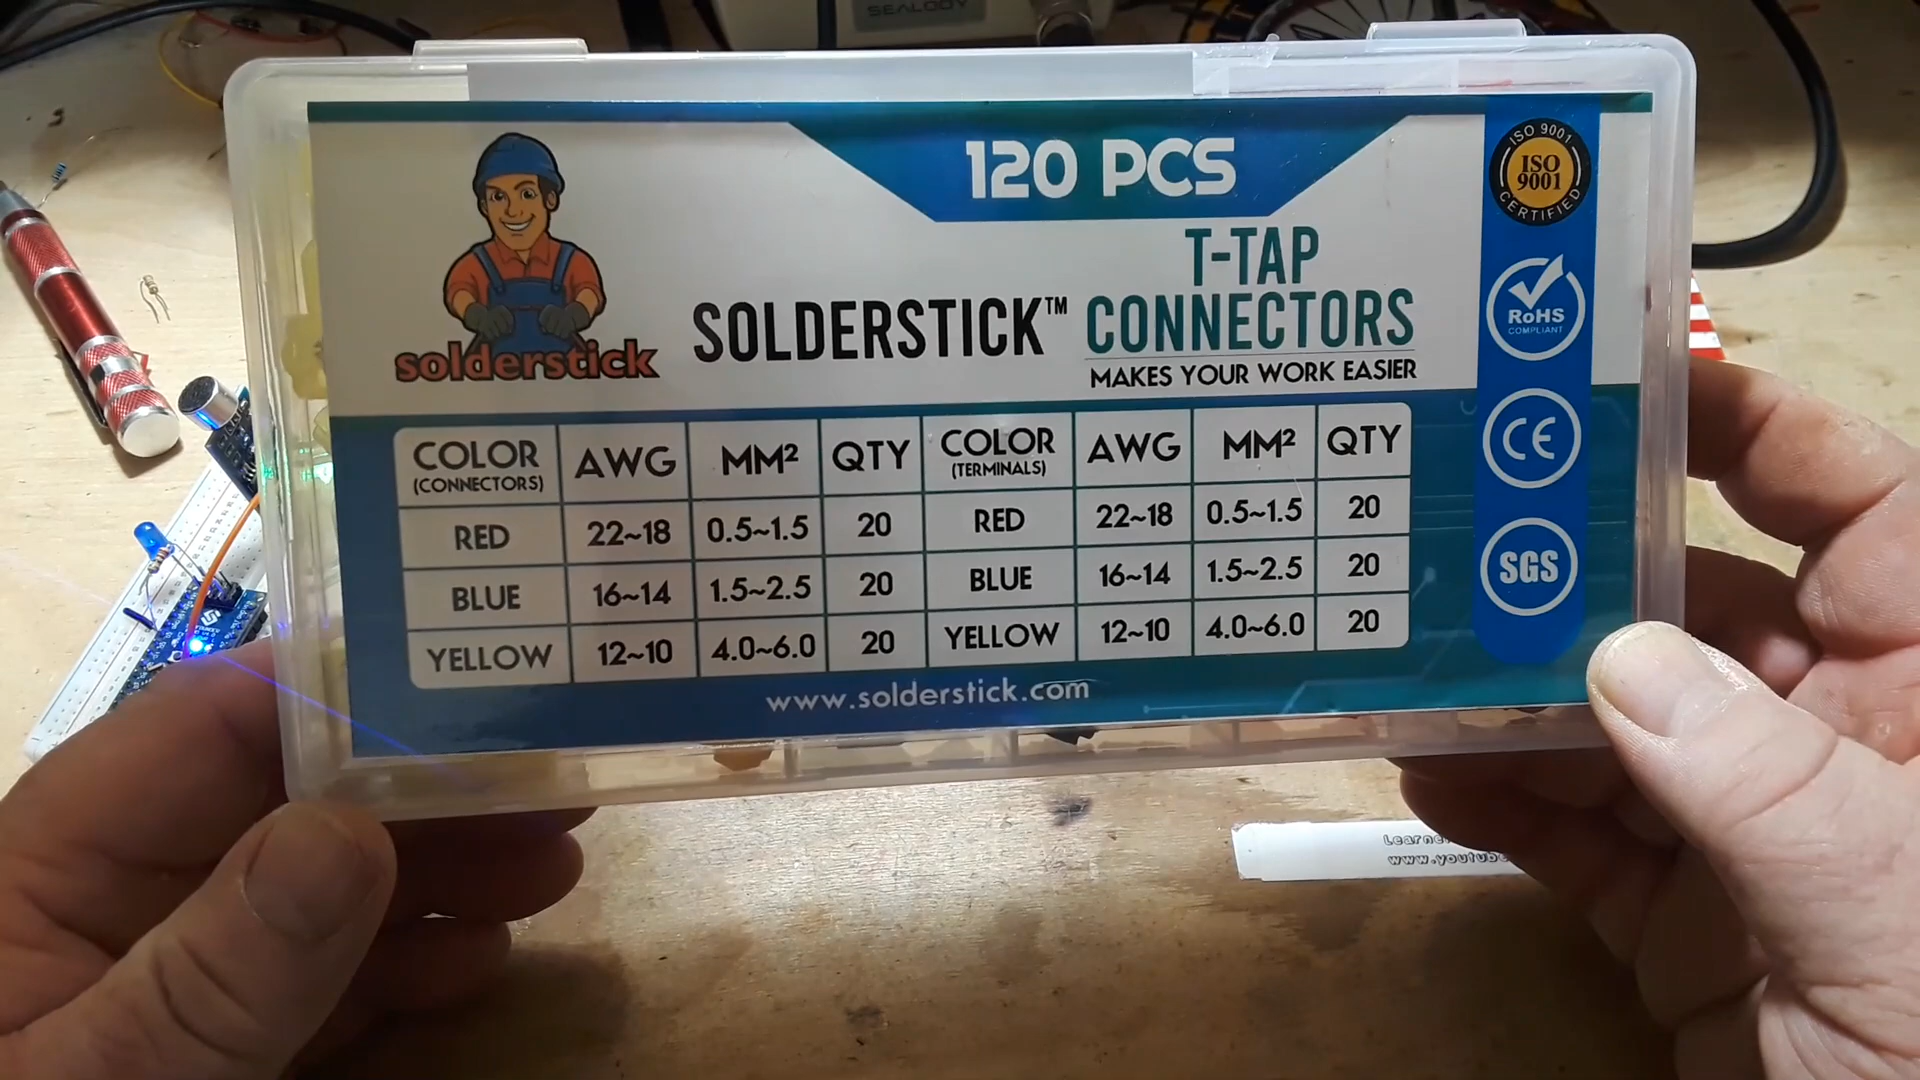 SEALODY
120 PCS
solderstick
SOLDERSTICK™ T-TAP CONNECTORS
MAKES YOUR WORK EASIER
ISO 9001
ISO 9001
CERTIFIED
RoHS
COMPLIANT
CE
SGS
COLOR (CONNECTORS) AWG MM² QTY COLOR (TERMINALS) AWG MM² QTY
RED 22~18 0.5~1.5 20 RED 22~18 0.5~1.5 20
BLUE 16~14 1.5~2.5 20 BLUE 16~14 1.5~2.5 20
YELLOW 12~10 4.0~6.0 20 YELLOW 12~10 4.0~6.0 20
www.solderstick.com